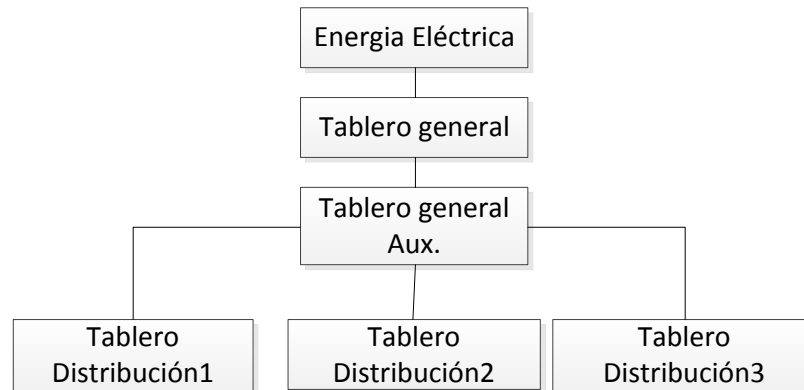 Energia Eléctrica
Tablero general
Tablero general
Aux.
Tablero
Distribución1
Tablero
Distribución2
Tablero
Distribución3